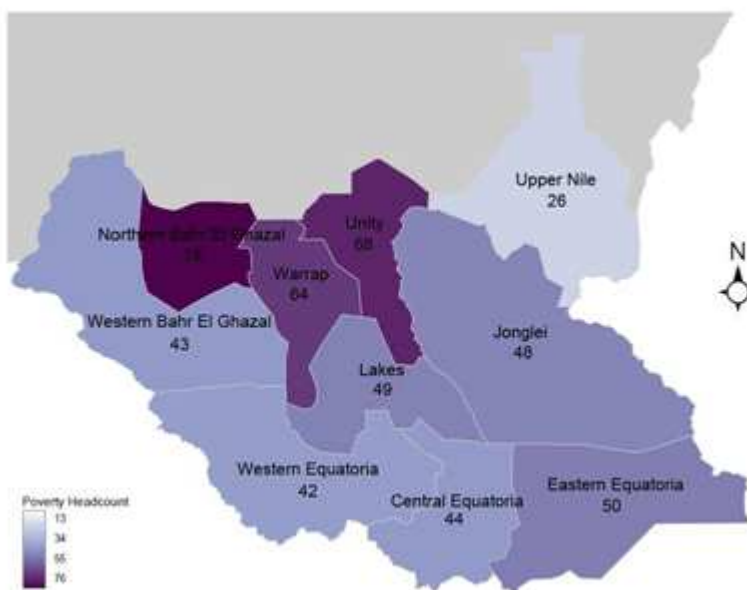 Upper Nile
26
Northern Bahr El Ghazal
Unity
68
Warrap
64
Western Bahr El Ghazal
43
Jonglei
48
Lakes
49
Western Equatoria
42
Central Equatoria
44
Eastern Equatoria
50
N
Poverty Headcount
13
34
55
76